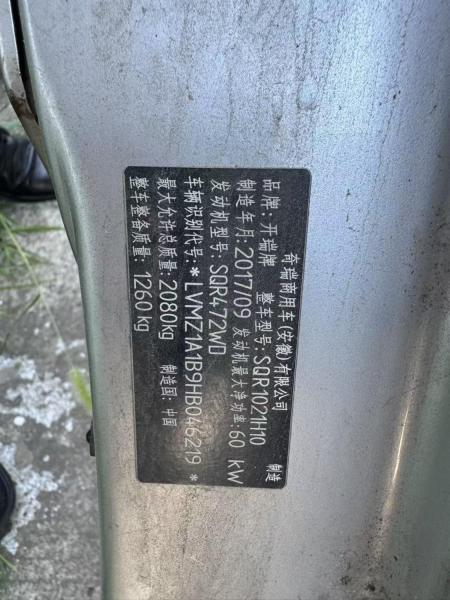 奇瑞商用车(安徽)有限公司 制造
品牌: 开瑞牌 整车型号: SQR1021H10
制造年月: 2017/09 发动机最大净功率: 60 kW
发动机型号: SQR472WD
车辆识别代号: *LVMZ1A1B9HB046219*
最大允许总质量: 2080kg 制造国: 中国
整车整备质量: 1260kg